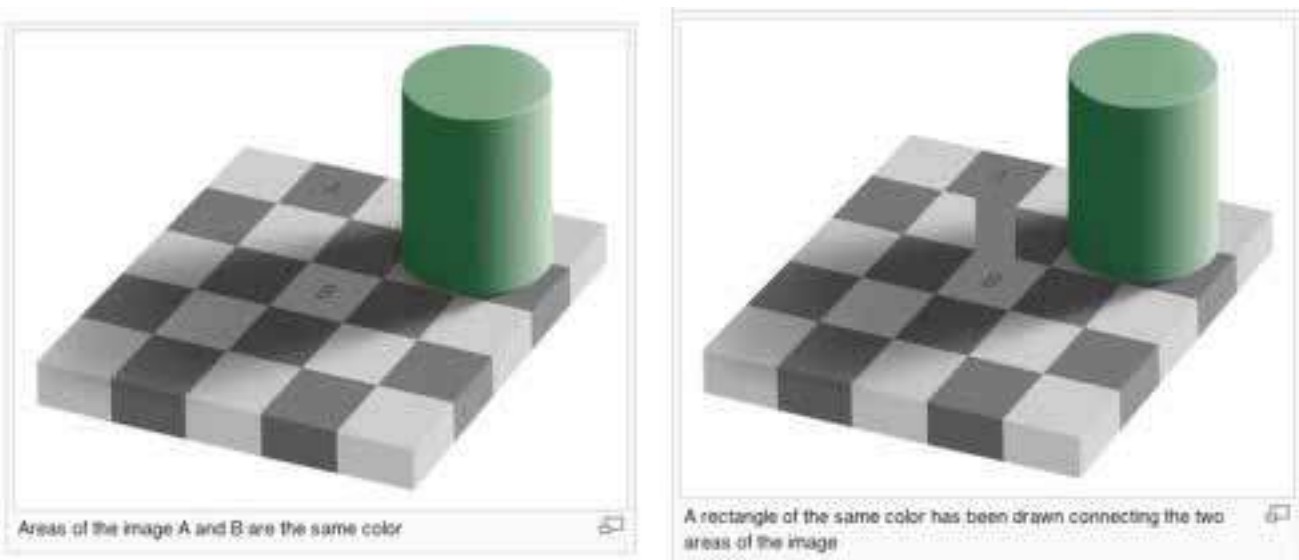 A
B
Areas of the image A and B are the same color
A
B
A rectangle of the same color has been drawn connecting the two
areas of the image